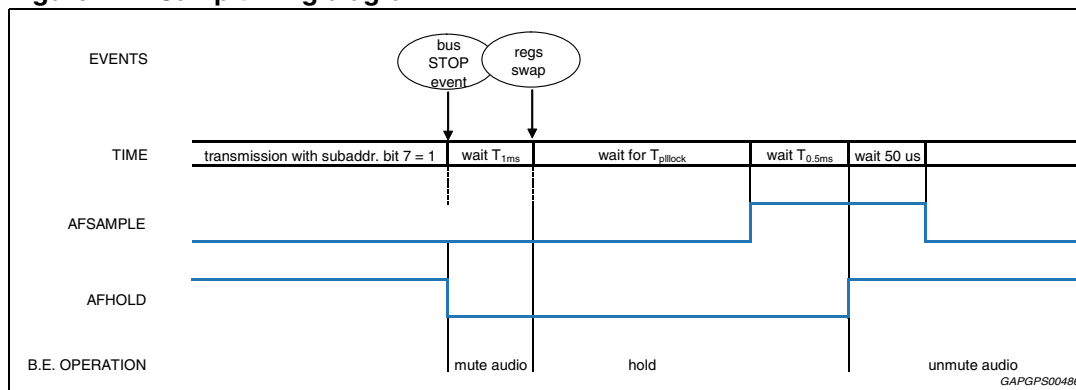 EVENTS
bus
STOP
event
regs
swap
TIME
transmission with subaddr. bit 7 = 1
wait T1ms
wait for Tplllock
wait T0.5ms
wait 50 us
AFSAMPLE
AFHOLD
B.E. OPERATION
mute audio
hold
unmute audio